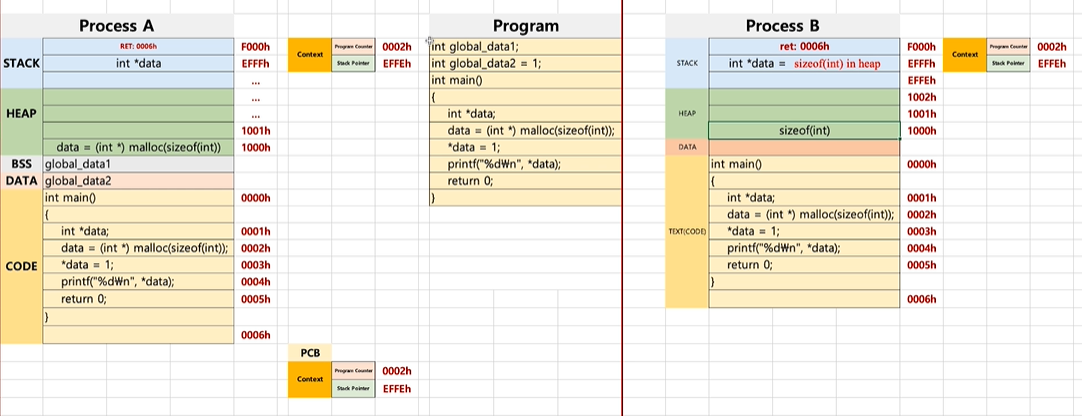 Process A
Program
Process B
STACK
RET: 0006h
F000h
int *data
EFFFh
...
HEAP
...
...
1001h
data = (int *) malloc(sizeof(int))
1000h
BSS
global_data1
DATA
global_data2
CODE
int main()
0000h
{
int *data;
0001h
data = (int *) malloc(sizeof(int));
0002h
*data = 1;
0003h
printf("%d₩n", *data);
0004h
return 0;
0005h
}
0006h
Context
Program Counter
0002h
Stack Pointer
EFFEh
PCB
Context
Program Counter
0002h
Stack Pointer
EFFEh
int global_data1;
int global_data2 = 1;
int main()
{
int *data;
data = (int *) malloc(sizeof(int));
*data = 1;
printf("%d₩n", *data);
return 0;
}
STACK
ret: 0006h
F000h
int *data = sizeof(int) in heap
EFFFh
EFFEh
HEAP
1002h
1001h
sizeof(int)
1000h
DATA
TEXT(CODE)
int main()
0000h
{
int *data;
0001h
data = (int *) malloc(sizeof(int));
0002h
*data = 1;
0003h
printf("%d₩n", *data);
0004h
return 0;
0005h
}
0006h
Context
Program Counter
0002h
Stack Pointer
EFFEh